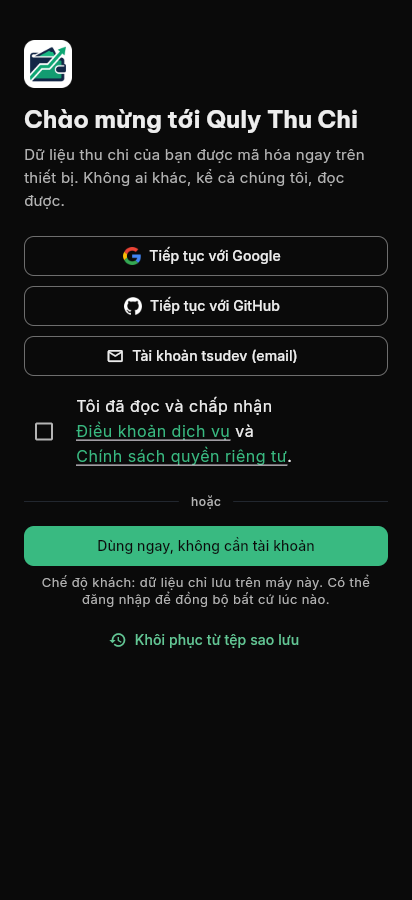 Chào mừng tới Quly Thu Chi
Dữ liệu thu chi của bạn được mã hóa ngay trên
thiết bị. Không ai khác, kể cả chúng tôi, đọc
được.
Tiếp tục với Google
Tiếp tục với GitHub
Tài khoản tsudev (email)
Tôi đã đọc và chấp nhận
Điều khoản dịch vụ và
Chính sách quyền riêng tư.
hoặc
Dùng ngay, không cần tài khoản
Chế độ khách: dữ liệu chỉ lưu trên máy này. Có thể
đăng nhập để đồng bộ bất cứ lúc nào.
Khôi phục từ tệp sao lưu